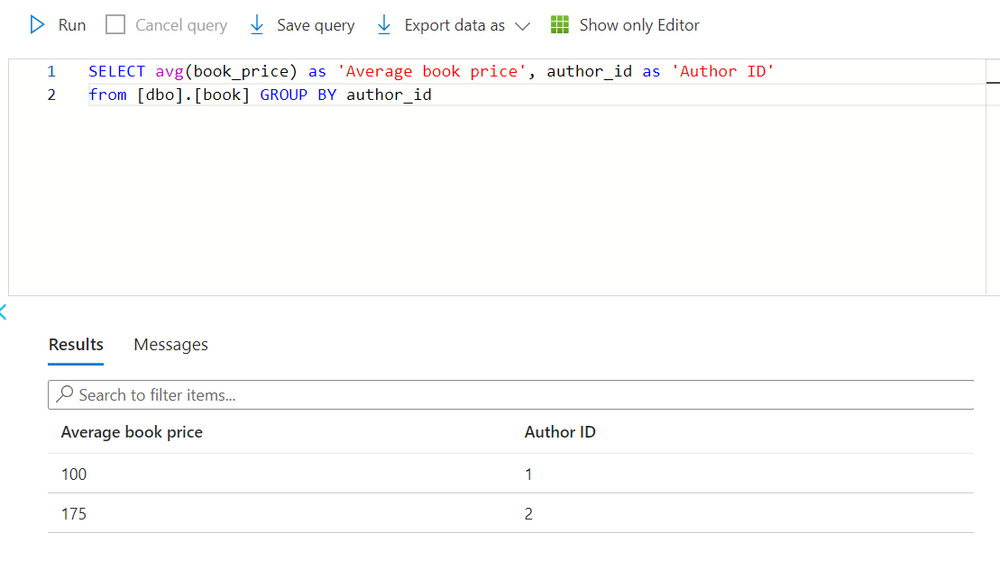 Run Cancel query Save query Export data as Show only Editor
1 SELECT avg(book_price) as 'Average book price', author_id as 'Author ID'
2 from [dbo].[book] GROUP BY author_id
Results Messages
Search to filter items...
Average book price Author ID
100 1
175 2